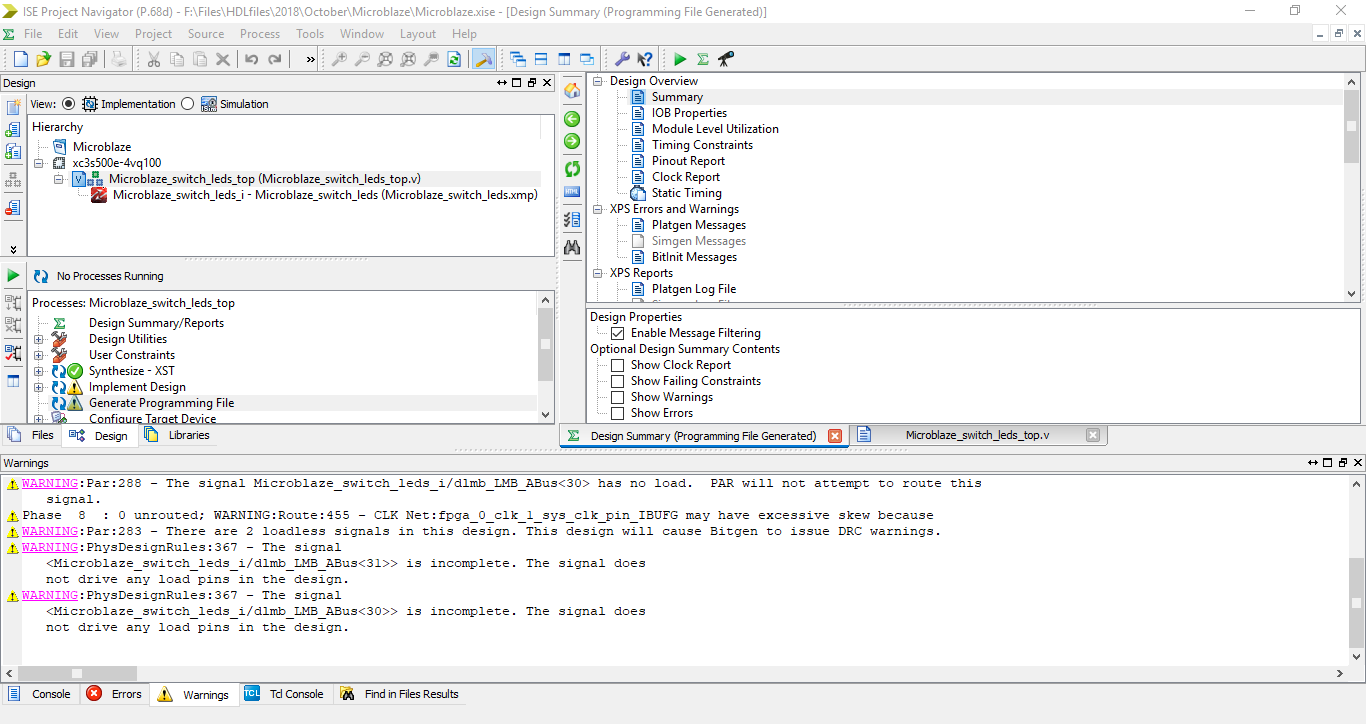 ISE Project Navigator (P.68d) - F:\Files\HDLfiles\2018\October\Microblaze\Microblaze.xise - [Design Summary (Programming File Generated)]
File Edit View Project Source Process Tools Window Layout Help
»
Design
View: Implementation Simulation
Hierarchy
Microblaze
xc3s500e-4vq100
Microblaze_switch_leds_top (Microblaze_switch_leds_top.v)
Microblaze_switch_leds_i - Microblaze_switch_leds (Microblaze_switch_leds.xmp)
No Processes Running
Processes: Microblaze_switch_leds_top
Design Summary/Reports
Design Utilities
User Constraints
Synthesize - XST
Implement Design
Generate Programming File
Configure Target Device
Files Design Libraries
Design Overview
Summary
IOB Properties
Module Level Utilization
Timing Constraints
Pinout Report
Clock Report
Static Timing
XPS Errors and Warnings
Platgen Messages
Simgen Messages
BitInit Messages
XPS Reports
Platgen Log File
Design Properties
Enable Message Filtering
Optional Design Summary Contents
Show Clock Report
Show Failing Constraints
Show Warnings
Show Errors
Design Summary (Programming File Generated) Microblaze_switch_leds_top.v
Warnings
WARNING:Par:288 - The signal Microblaze_switch_leds_i/dlmb_LMB_ABus<30> has no load.  PAR will not attempt to route this
signal.
Phase  8  : 0 unrouted; WARNING:Route:455 - CLK Net:fpga_0_clk_1_sys_clk_pin_IBUFG may have excessive skew because
WARNING:Par:283 - There are 2 loadless signals in this design. This design will cause Bitgen to issue DRC warnings.
WARNING:PhysDesignRules:367 - The signal
<Microblaze_switch_leds_i/dlmb_LMB_ABus<31>> is incomplete. The signal does
not drive any load pins in the design.
WARNING:PhysDesignRules:367 - The signal
<Microblaze_switch_leds_i/dlmb_LMB_ABus<30>> is incomplete. The signal does
not drive any load pins in the design.
Console Errors Warnings Tcl Console Find in Files Results